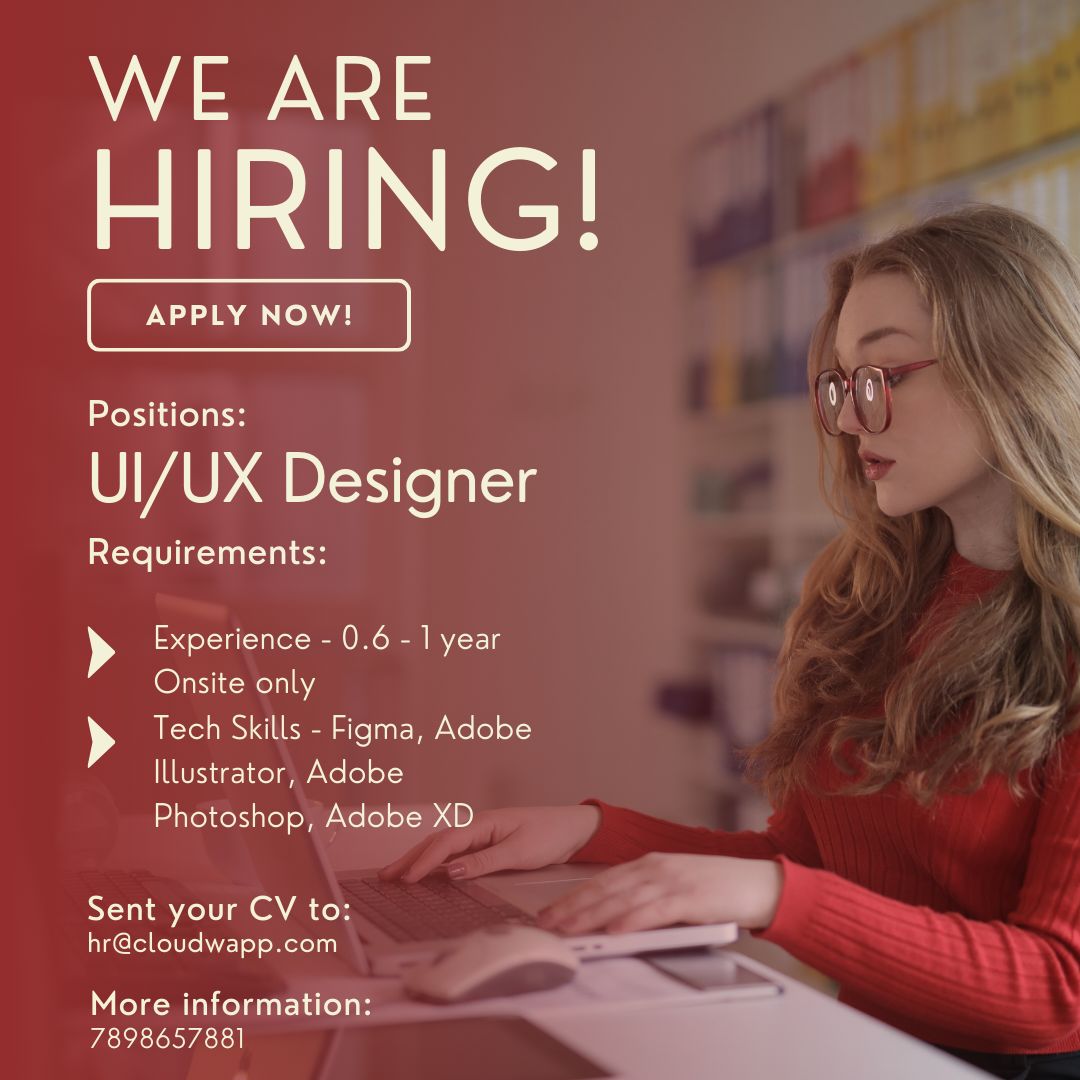 WE ARE
HIRING!
APPLY NOW!
Positions:
UI/UX Designer
Requirements:
Experience - 0.6 - 1 year
Onsite only
Tech Skills - Figma, Adobe
Illustrator, Adobe
Photoshop, Adobe XD
Sent your CV to:
hr@cloudwapp.com
More information:
7898657881